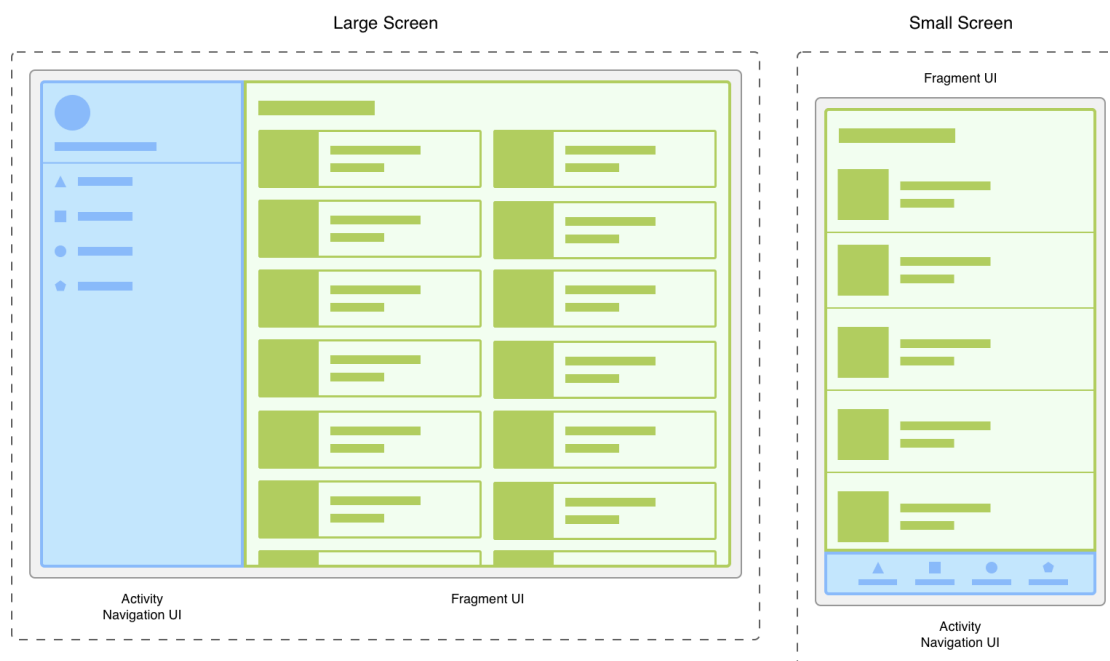 Large Screen
Activity
Navigation UI
Fragment UI
Small Screen
Fragment UI
Activity
Navigation UI